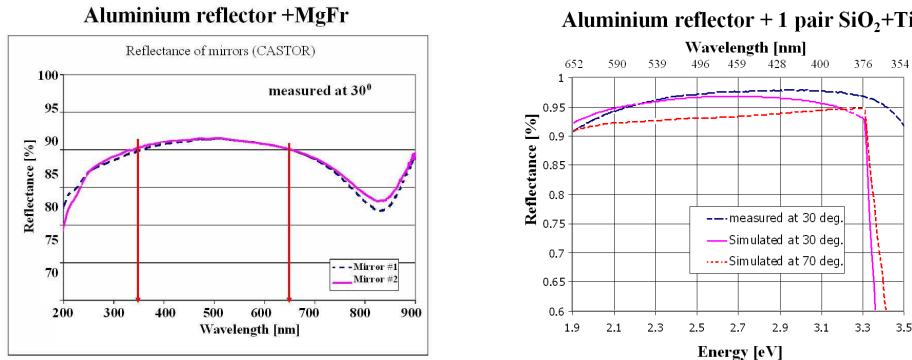 Aluminium reflector +MgFr
Reflectance of mirrors (CASTOR)
measured at 30⁰
100
95
90
85
80
75
70
Reflectance [%]
Mirror #1
Mirror #2
200 300 400 500 600 700 800 900
Wavelength [nm]
Aluminium reflector + 1 pair SiO₂+Ti
Wavelength [nm]
652 590 539 496 459 428 400 376 354
1
0.95
0.9
0.85
0.8
0.75
0.7
0.65
0.6
Reflectance [%]
measured at 30 deg.
Simulated at 30 deg.
Simulated at 70 deg.
1.9 2.1 2.3 2.5 2.7 2.9 3.1 3.3 3.5
Energy [eV]